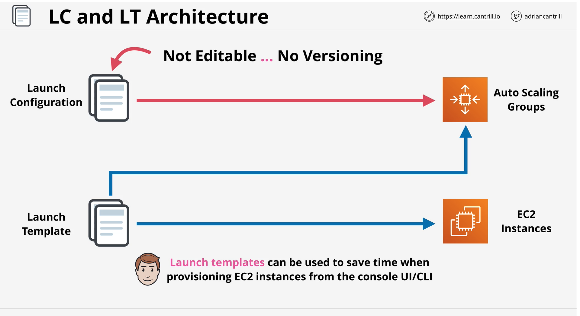 LC and LT Architecture
https://learn.cantrill.io
adriancantrill
Not Editable ... No Versioning
Launch
Configuration
Auto Scaling
Groups
Launch
Template
EC2
Instances
Launch templates can be used to save time when
provisioning EC2 instances from the console UI/CLI